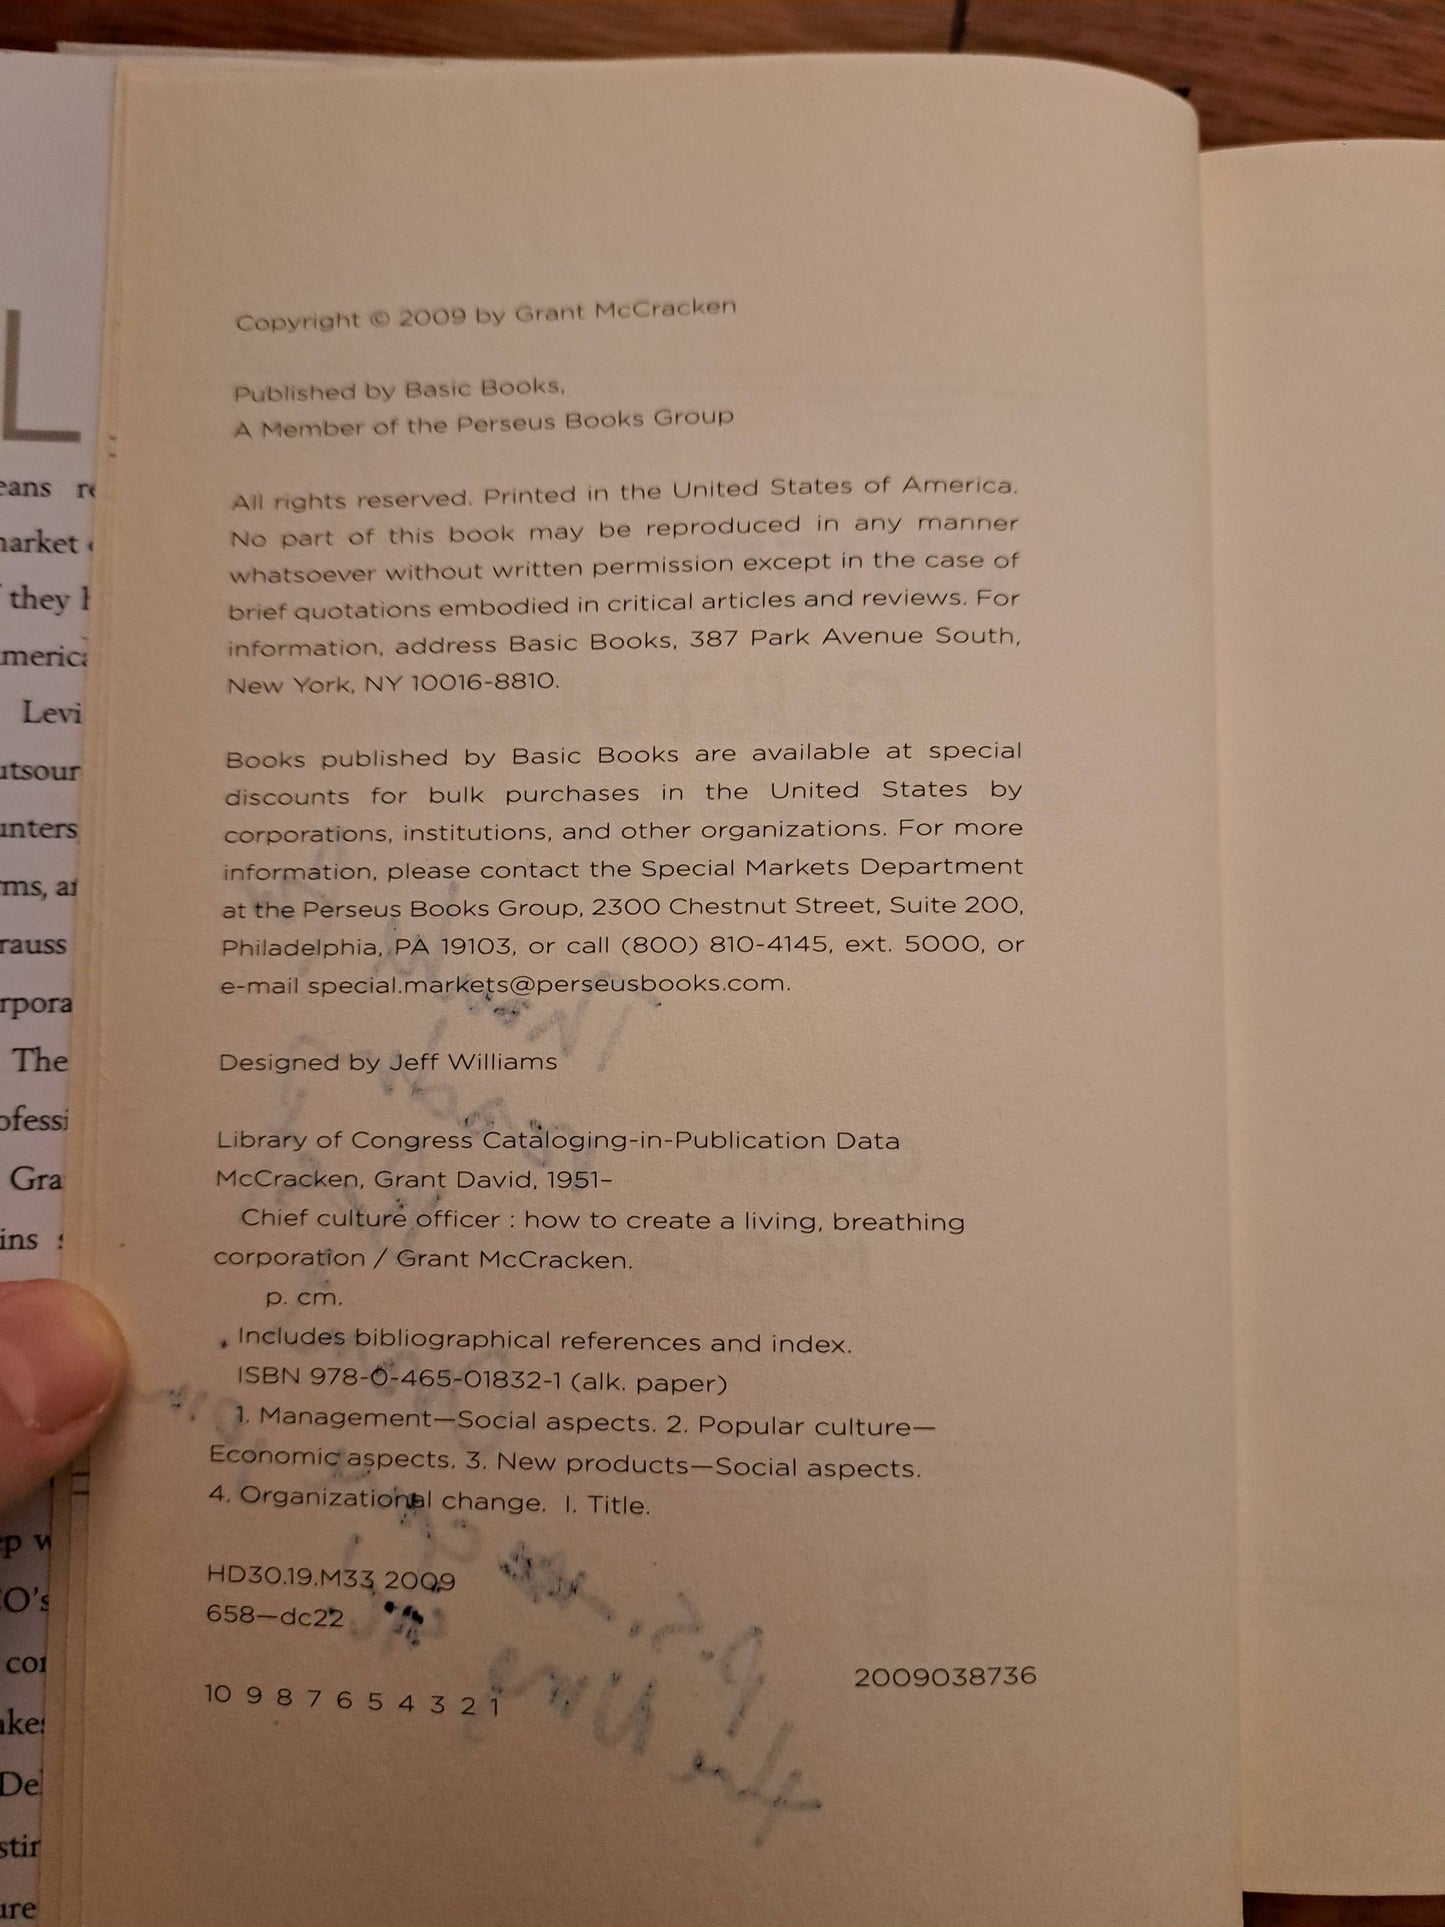 Copyright © 2009 by Grant McCracken
Published by Basic Books,
A Member of the Perseus Books Group
All rights reserved. Printed in the United States of America.
No part of this book may be reproduced in any manner
whatsoever without written permission except in the case of
brief quotations embodied in critical articles and reviews. For
information, address Basic Books, 387 Park Avenue South,
New York, NY 10016-8810.
Books published by Basic Books are available at special
discounts for bulk purchases in the United States by
corporations, institutions, and other organizations. For more
information, please contact the Special Markets Department
at the Perseus Books Group, 2300 Chestnut Street, Suite 200,
Philadelphia, PA 19103, or call (800) 810-4145, ext. 5000, or
e-mail special.markets@perseusbooks.com.
Designed by Jeff Williams
Library of Congress Cataloging-in-Publication Data
McCracken, Grant David, 1951–
Chief culture officer : how to create a living, breathing
corporation / Grant McCracken.
p. cm.
Includes bibliographical references and index.
ISBN 978-0-465-01832-1 (alk. paper)
1. Management—Social aspects. 2. Popular culture—
Economic aspects. 3. New products—Social aspects.
4. Organizational change. I. Title.
HD30.19.M33 2009
658—dc22
2009038736
10 9 8 7 6 5 4 3 2 1
L
they
Levi
The